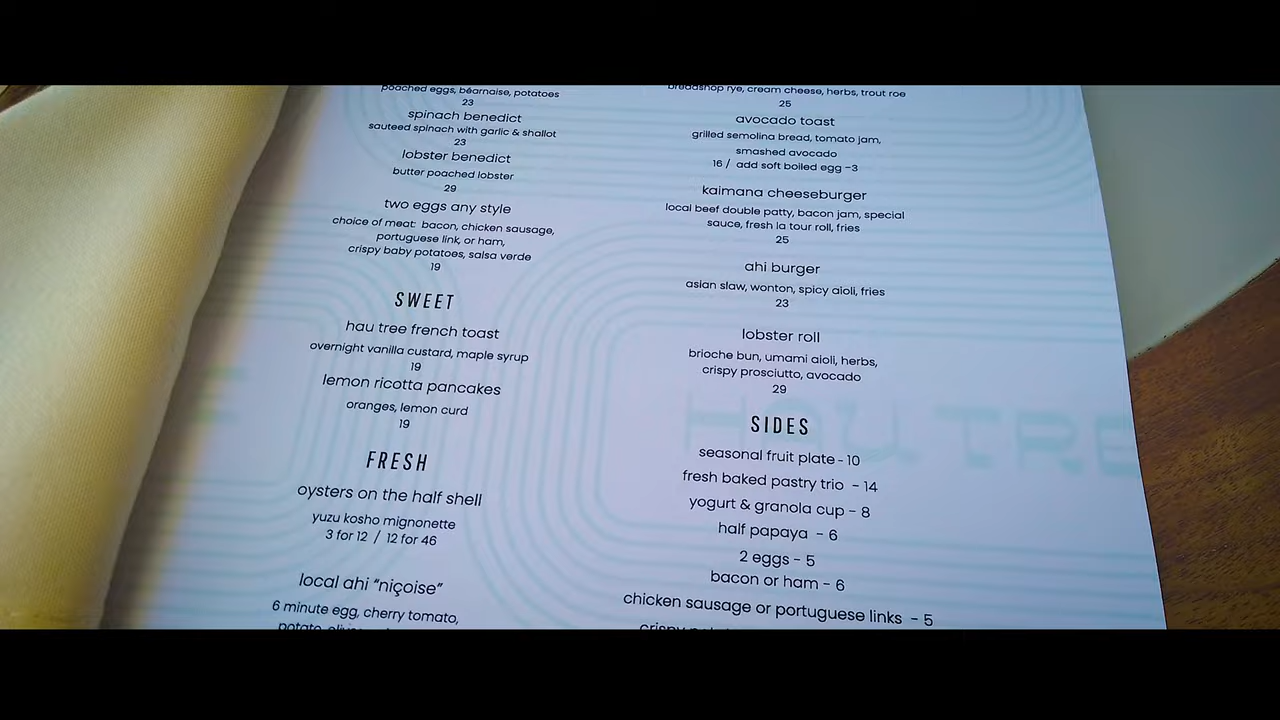 poached eggs, béarnaise, potatoes
23
spinach benedict
sauteed spinach with garlic & shallot
23
lobster benedict
butter poached lobster
29
two eggs any style
choice of meat: bacon, chicken sausage,
portuguese link, or ham,
crispy baby potatoes, salsa verde
19
SWEET
hau tree french toast
overnight vanilla custard, maple syrup
19
lemon ricotta pancakes
oranges, lemon curd
19
FRESH
oysters on the half shell
yuzu kosho mignonette
3 for 12 / 12 for 46
local ahi "niçoise"
6 minute egg, cherry tomato,
breadshop rye, cream cheese, herbs, trout roe
25
avocado toast
grilled semolina bread, tomato jam,
smashed avocado
16 / add soft boiled egg -3
kaimana cheeseburger
local beef double patty, bacon jam, special
sauce, fresh la tour roll, fries
25
ahi burger
asian slaw, wonton, spicy aioli, fries
23
lobster roll
brioche bun, umami aioli, herbs,
crispy prosciutto, avocado
29
SIDES
seasonal fruit plate - 10
fresh baked pastry trio - 14
yogurt & granola cup - 8
half papaya - 6
2 eggs - 5
bacon or ham - 6
chicken sausage or portuguese links - 5
crispy
HAU TRE